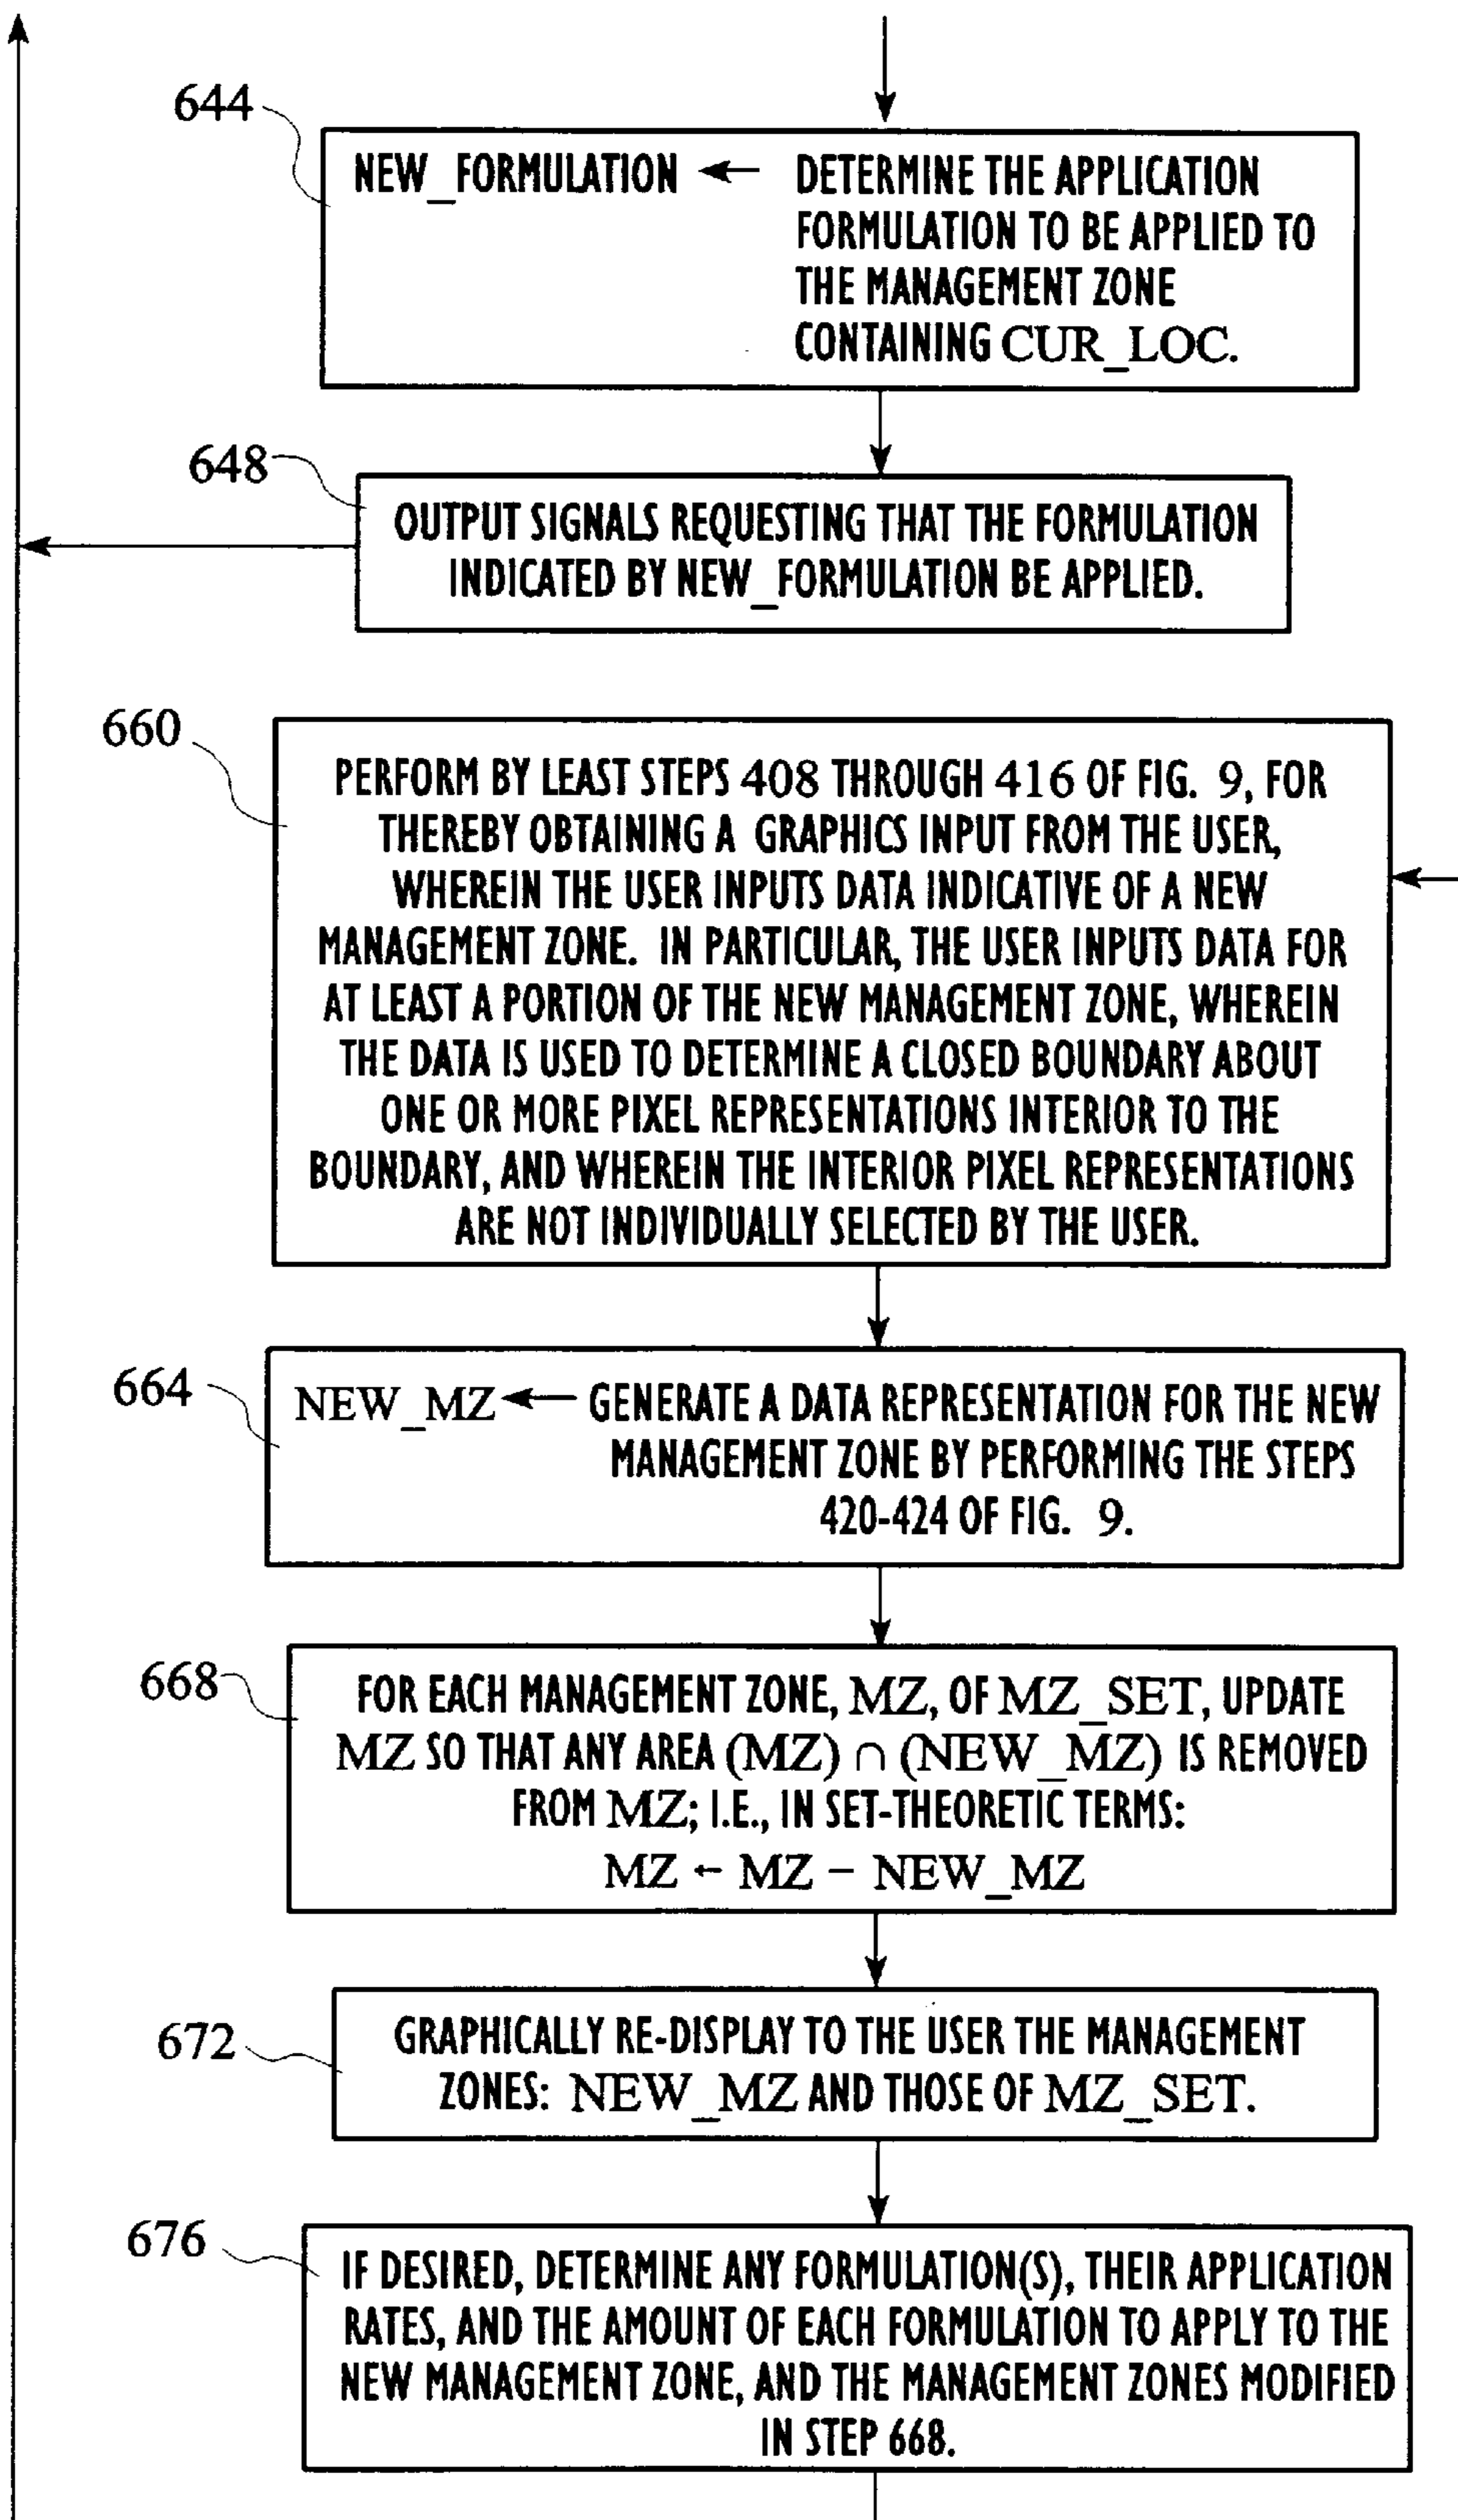 644
NEW_FORMULATION ← DETERMINE THE APPLICATION
FORMULATION TO BE APPLIED TO
THE MANAGEMENT ZONE
CONTAINING CUR_LOC.
648
OUTPUT SIGNALS REQUESTING THAT THE FORMULATION
INDICATED BY NEW_FORMULATION BE APPLIED.
660
PERFORM BY LEAST STEPS 408 THROUGH 416 OF FIG. 9, FOR
THEREBY OBTAINING A GRAPHICS INPUT FROM THE USER,
WHEREIN THE USER INPUTS DATA INDICATIVE OF A NEW
MANAGEMENT ZONE. IN PARTICULAR, THE USER INPUTS DATA FOR
AT LEAST A PORTION OF THE NEW MANAGEMENT ZONE, WHEREIN
THE DATA IS USED TO DETERMINE A CLOSED BOUNDARY ABOUT
ONE OR MORE PIXEL REPRESENTATIONS INTERIOR TO THE
BOUNDARY, AND WHEREIN THE INTERIOR PIXEL REPRESENTATIONS
ARE NOT INDIVIDUALLY SELECTED BY THE USER.
664
NEW_MZ ← GENERATE A DATA REPRESENTATION FOR THE NEW
MANAGEMENT ZONE BY PERFORMING THE STEPS
420-424 OF FIG. 9.
668
FOR EACH MANAGEMENT ZONE, MZ, OF MZ_SET, UPDATE
MZ SO THAT ANY AREA (MZ) ∩ (NEW_MZ) IS REMOVED
FROM MZ; I.E., IN SET-THEORETIC TERMS:
MZ ← MZ − NEW_MZ
672
GRAPHICALLY RE-DISPLAY TO THE USER THE MANAGEMENT
ZONES: NEW_MZ AND THOSE OF MZ_SET.
676
IF DESIRED, DETERMINE ANY FORMULATION(S), THEIR APPLICATION
RATES, AND THE AMOUNT OF EACH FORMULATION TO APPLY TO THE
NEW MANAGEMENT ZONE, AND THE MANAGEMENT ZONES MODIFIED
IN STEP 668.